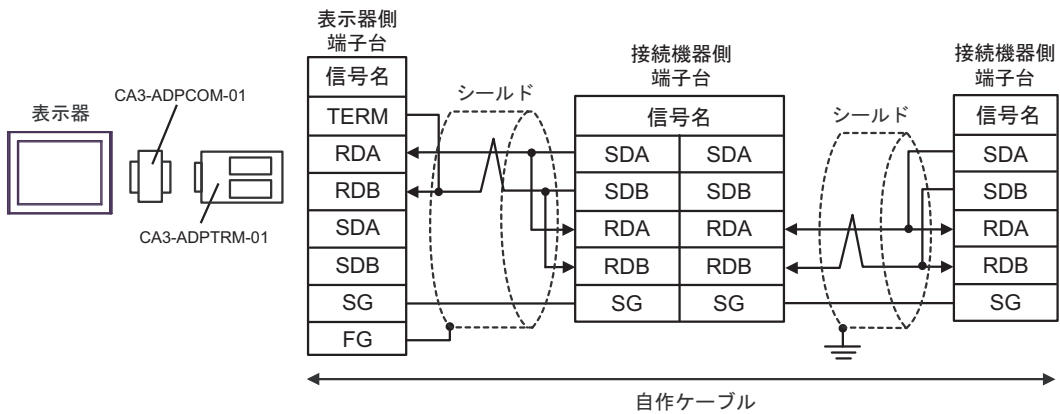 表示器
CA3-ADPCOM-01
CA3-ADPTRM-01
表示器側
端子台
信号名
TERM
RDA
RDB
SDA
SDB
SG
FG
シールド
接続機器側
端子台
信号名
SDA SDA
SDB SDB
RDA RDA
RDB RDB
SG SG
シールド
接続機器側
端子台
信号名
SDA
SDB
RDA
RDB
SG
自作ケーブル